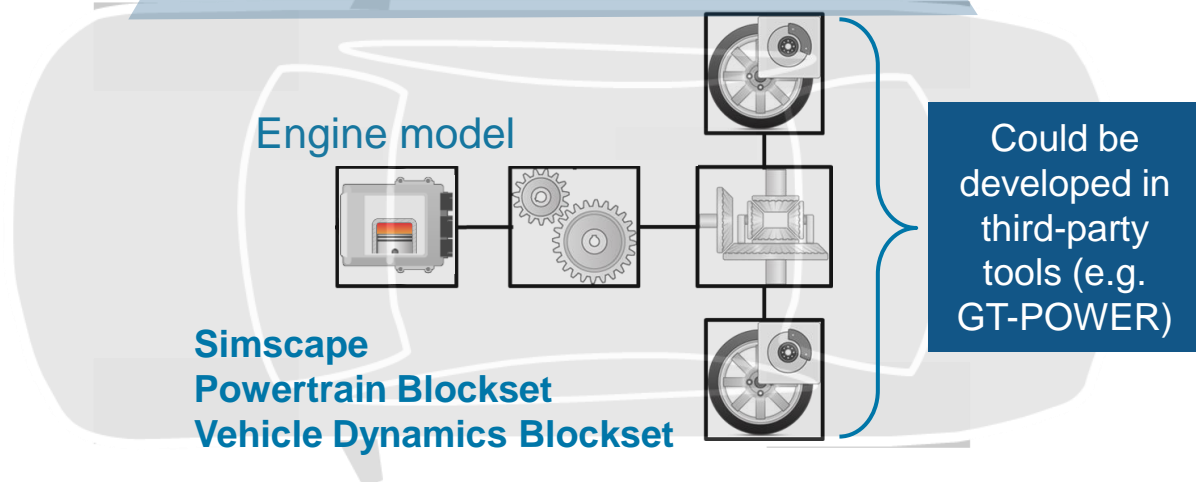 Engine model
Could be
developed in
third-party
tools (e.g.
GT-POWER)
Simscape
Powertrain Blockset
Vehicle Dynamics Blockset